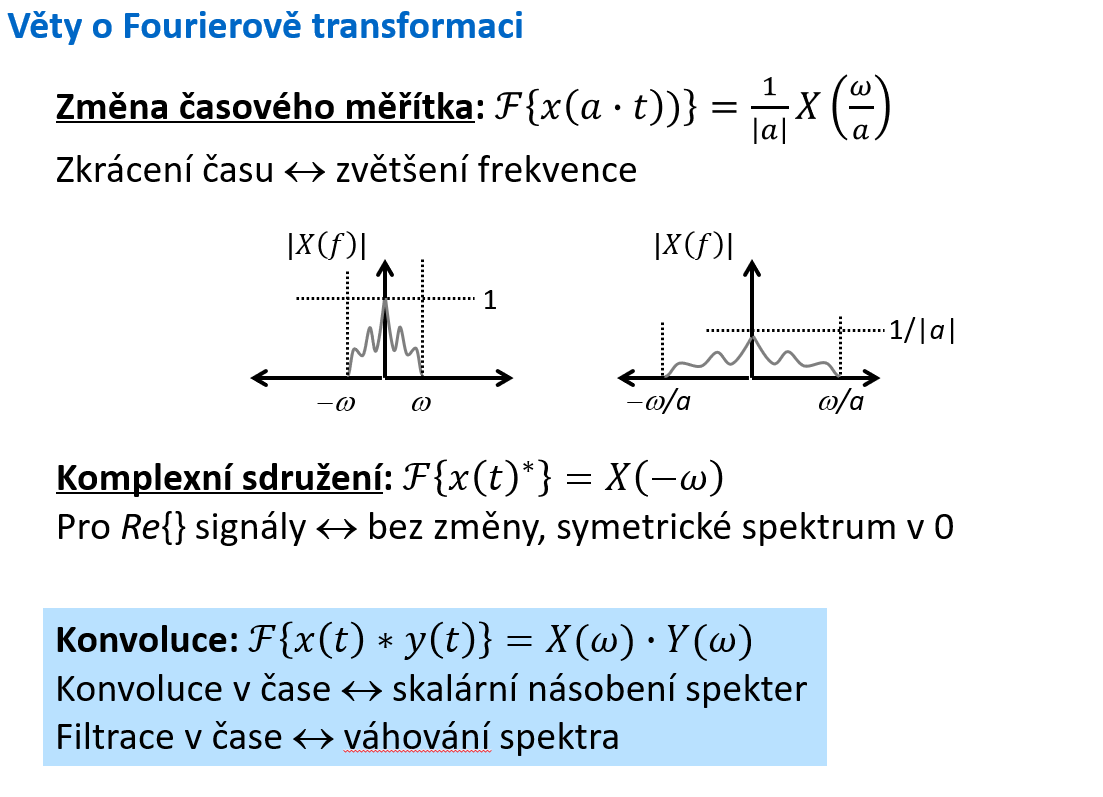 Věty o Fourierově transformaci
Změna časového měřítka: ℱ{x(a · t))} = 1/|a| X(ω/a)
Zkrácení času ↔ zvětšení frekvence
|X(f)| |X(f)|
1 1/|a|
−ω ω −ω/a ω/a
Komplexní sdružení: ℱ{x(t)*} = X(−ω)
Pro Re{} signály ↔ bez změny, symetrické spektrum v 0
Konvoluce: ℱ{x(t) ∗ y(t)} = X(ω) · Y(ω)
Konvoluce v čase ↔ skalární násobení spekter
Filtrace v čase ↔ váhování spektra